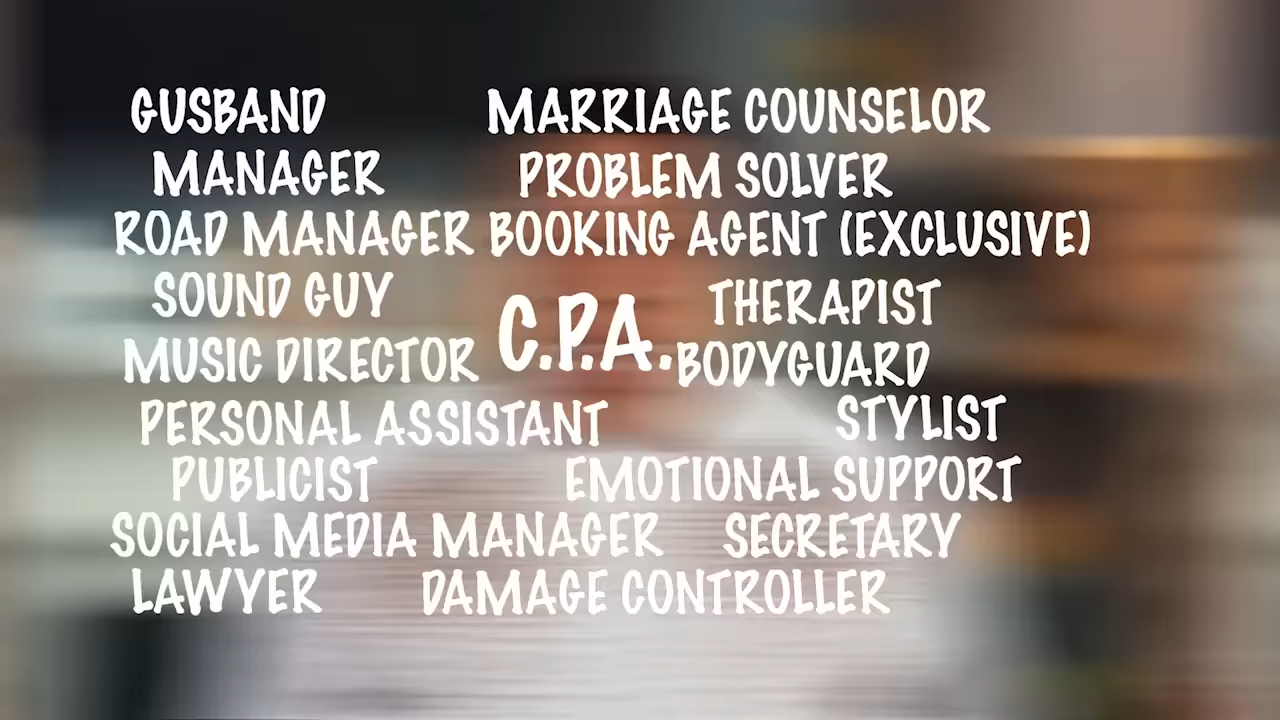 GUSBAND
MARRIAGE COUNSELOR
MANAGER
PROBLEM SOLVER
ROAD MANAGER
BOOKING AGENT (EXCLUSIVE)
SOUND GUY
THERAPIST
C.P.A.
MUSIC DIRECTOR
BODYGUARD
PERSONAL ASSISTANT
STYLIST
PUBLICIST
EMOTIONAL SUPPORT
SOCIAL MEDIA MANAGER
SECRETARY
LAWYER
DAMAGE CONTROLLER